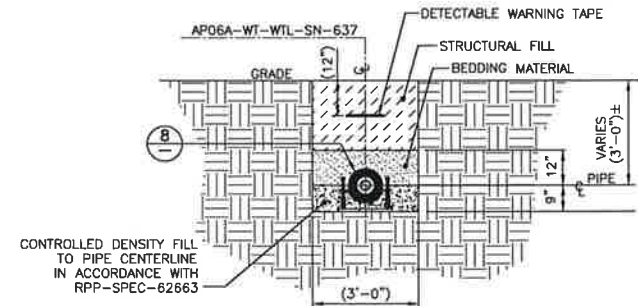 DETECTABLE WARNING TAPE
AP06A-WT-WTL-SN-637
(12")
℄
STRUCTURAL FILL
GRADE
BEDDING MATERIAL
VARIES
(3'-0")±
8
—
12"
PIPE ℄
9"
CONTROLLED DENSITY FILL
TO PIPE CENTERLINE
IN ACCORDANCE WITH
RPP-SPEC-62663
(3'-0")